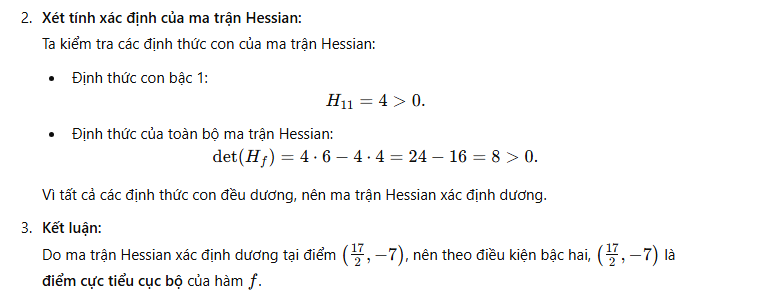 2. Xét tính xác định của ma trận Hessian:
Ta kiểm tra các định thức con của ma trận Hessian:
• Định thức con bậc 1:
H₁₁ = 4 > 0.
• Định thức của toàn bộ ma trận Hessian:
det(H_f) = 4 · 6 − 4 · 4 = 24 − 16 = 8 > 0.
Vì tất cả các định thức con đều dương, nên ma trận Hessian xác định dương.
3. Kết luận:
Do ma trận Hessian xác định dương tại điểm (17/2, −7), nên theo điều kiện bậc hai, (17/2, −7) là
điểm cực tiểu cục bộ của hàm f.